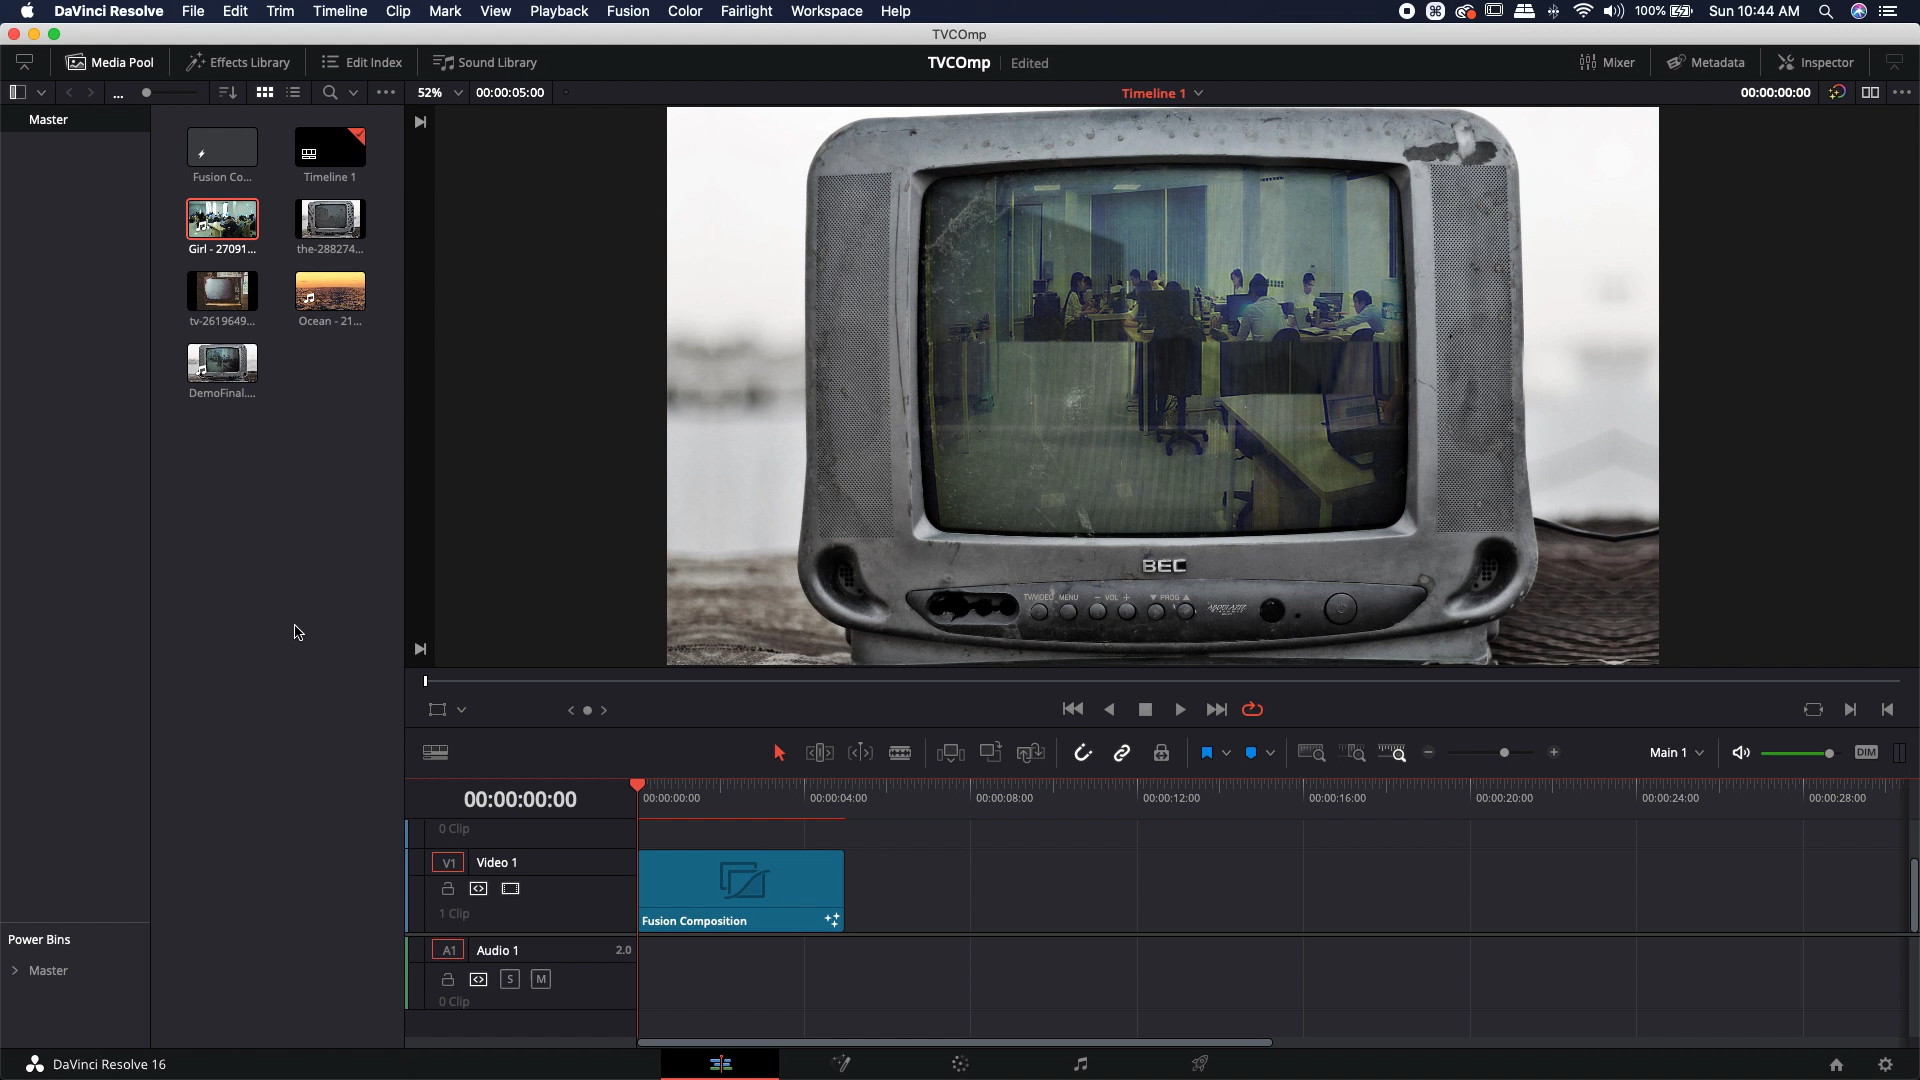 DaVinci Resolve File Edit Trim Timeline Clip Mark View Playback Fusion Color Fairlight Workspace Help 100% Sun 10:44 AM
TVCOmp
Media Pool Effects Library Edit Index Sound Library TVCOmp Edited Mixer Metadata Inspector
... 52% 00:00:05:00 Timeline 1 00:00:00:00
Master
Fusion Co... Timeline 1
Girl - 27091... the-288274...
tv-2619649... Ocean - 21...
DemoFinal....
BEC
TV/VIDEO MENU - VOL + PROG
Main 1 DIM
00:00:00:00 00:00:00:00 00:00:04:00 00:00:08:00 00:00:12:00 00:00:16:00 00:00:20:00 00:00:24:00 00:00:28:00
0 Clip
V1 Video 1
1 Clip
Fusion Composition
A1 Audio 1 2.0
S M
0 Clip
Power Bins
Master
DaVinci Resolve 16